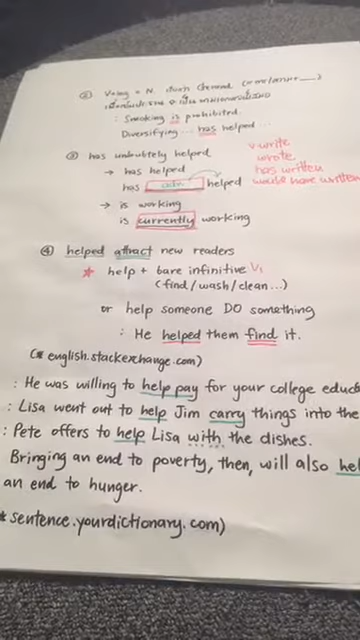 ② Ving = N.
: Smoking is prohibited.
Diversifying... has helped...
③ has undoubtely helped
v write
→ has helped
wrote
has adv. helped
has written
would have written
→ is working
is currently working
④ helped attract new readers
* help + bare infinitive V1
(find/wash/clean...)
or help someone DO something
: He helped them find it.
(* english.stackexchange.com)
: He was willing to help pay for your college educa
: Lisa went out to help Jim carry things into the
: Pete offers to help Lisa with the dishes.
Bringing an end to poverty, then, will also hel
an end to hunger.
* sentence.yourdictionary.com)